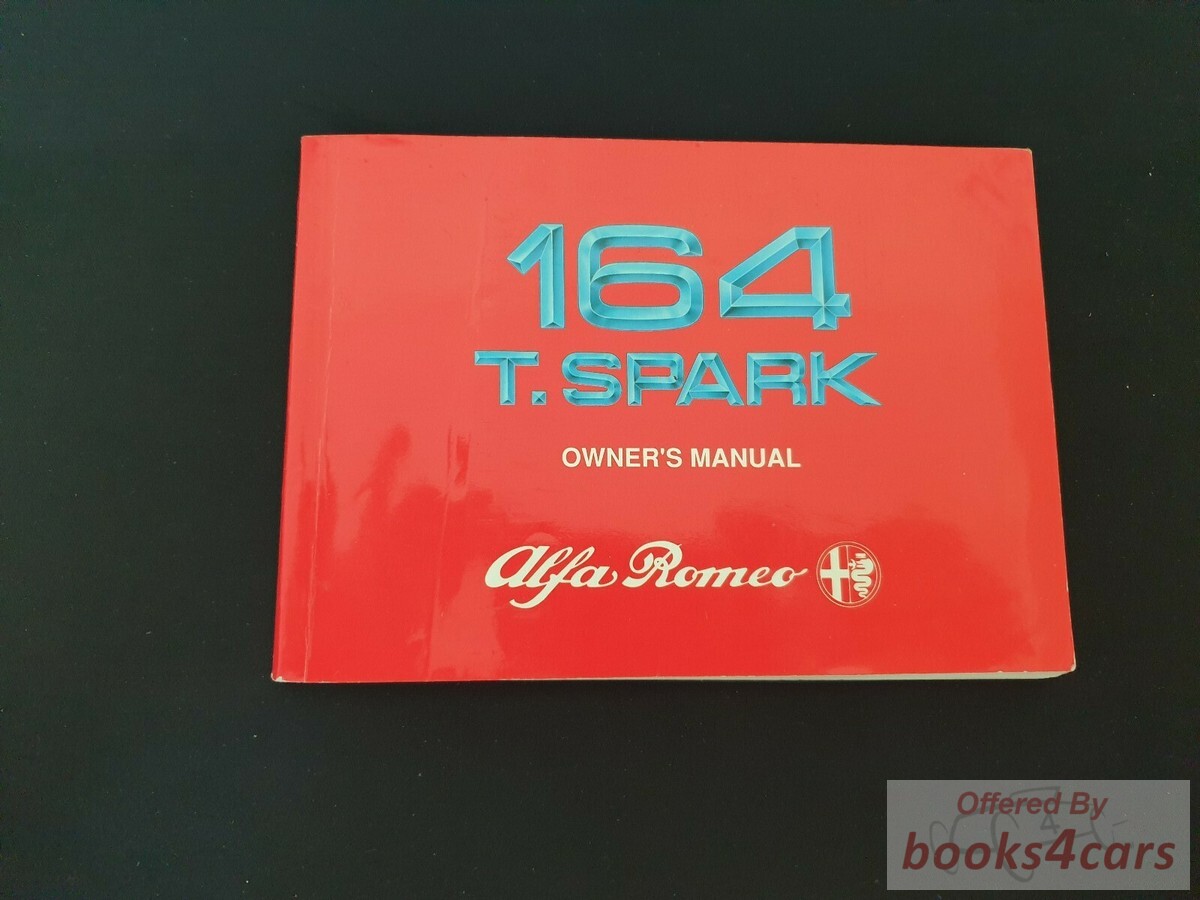 164
T. SPARK
OWNER'S MANUAL
Alfa Romeo
Offered By
books4cars